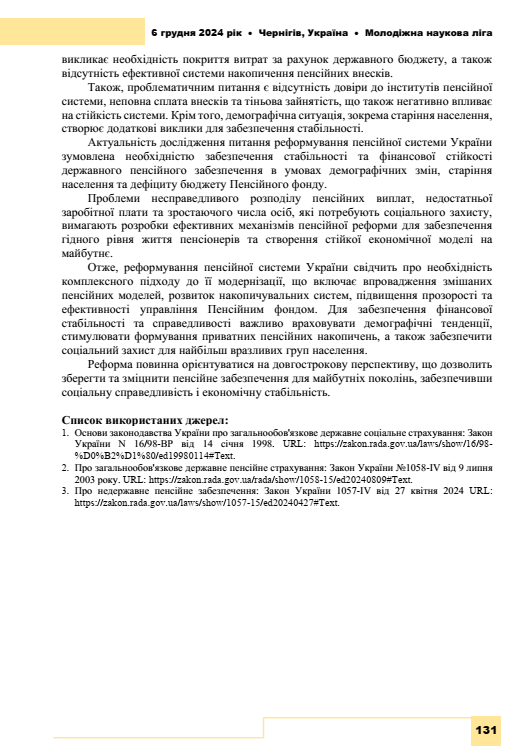 6 грудня 2024 рік • Чернігів, Україна • Молодіжна наукова ліга
викликає необхідність покриття витрат за рахунок державного бюджету, а також
відсутність ефективної системи накопичення пенсійних внесків.
Також, проблематичним питання є відсутність довіри до інститутів пенсійної
системи, неповна сплата внесків та тіньова зайнятість, що також негативно впливає
на стійкість системи. Крім того, демографічна ситуація, зокрема старіння населення,
створює додаткові виклики для забезпечення стабільності.
Актуальність дослідження питання реформування пенсійної системи України
зумовлена необхідністю забезпечення стабільності та фінансової стійкості
державного пенсійного забезпечення в умовах демографічних змін, старіння
населення та дефіциту бюджету Пенсійного фонду.
Проблеми несправедливого розподілу пенсійних виплат, недостатньої
заробітної плати та зростаючого числа осіб, які потребують соціального захисту,
вимагають розробки ефективних механізмів пенсійної реформи для забезпечення
гідного рівня життя пенсіонерів та створення стійкої економічної моделі на
майбутнє.
Отже, реформування пенсійної системи України свідчить про необхідність
комплексного підходу до її модернізації, що включає впровадження змішаних
пенсійних моделей, розвиток накопичувальних систем, підвищення прозорості та
ефективності управління Пенсійним фондом. Для забезпечення фінансової
стабільності та справедливості важливо враховувати демографічні тенденції,
стимулювати формування приватних пенсійних накопичень, а також забезпечити
соціальний захист для найбільш вразливих груп населення.
Реформа повинна орієнтуватися на довгострокову перспективу, що дозволить
зберегти та зміцнити пенсійне забезпечення для майбутніх поколінь, забезпечивши
соціальну справедливість і економічну стабільність.
Список використаних джерел:
1. Основи законодавства України про загальнообов'язкове державне соціальне страхування: Закон
України N 16/98-ВР від 14 січня 1998. URL: https://zakon.rada.gov.ua/laws/show/16/98-
%D0%B2%D1%80/ed19980114#Text.
2. Про загальнообов'язкове державне пенсійне страхування: Закон України №1058-IV від 9 липня
2003 року. URL: https://zakon.rada.gov.ua/rada/show/1058-15/ed20240809#Text.
3. Про недержавне пенсійне забезпечення: Закон України 1057-IV від 27 квітня 2024 URL:
https://zakon.rada.gov.ua/laws/show/1057-15/ed20240427#Text.
131